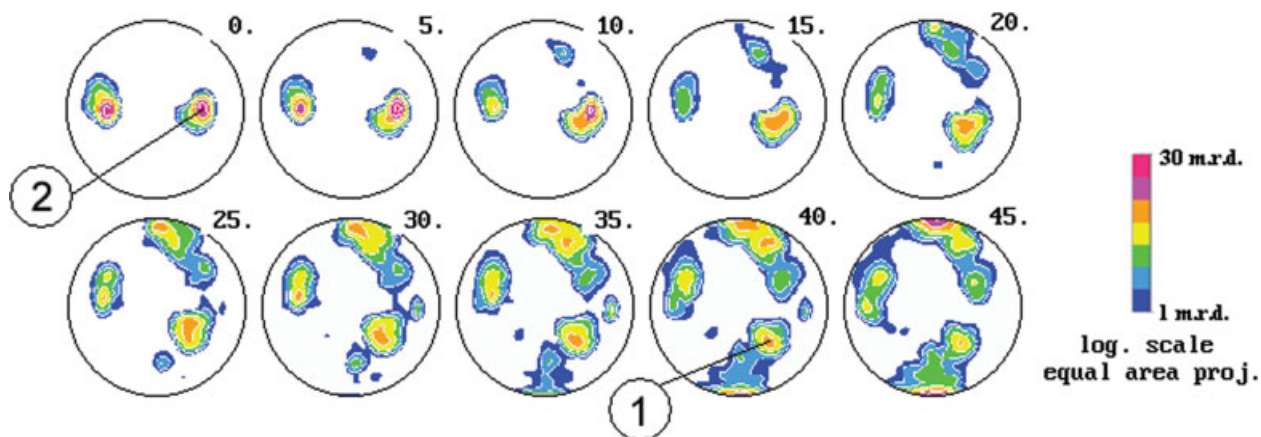 0. 5. 10. 15. 20.
2
25. 30. 35. 40. 45.
1
30 m.r.d.
1 m.r.d.
log. scale
equal area proj.